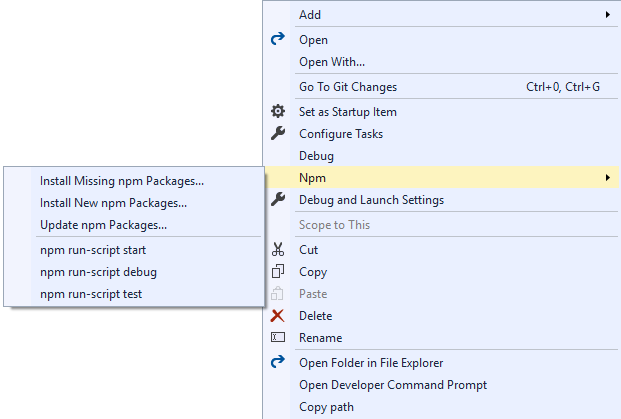 Add
Open
Open With...
Go To Git Changes Ctrl+0, Ctrl+G
Set as Startup Item
Configure Tasks
Debug
Npm
Debug and Launch Settings
Scope to This
Cut
Copy
Paste
Delete
Rename
Open Folder in File Explorer
Open Developer Command Prompt
Copy path
Install Missing npm Packages...
Install New npm Packages...
Update npm Packages...
npm run-script start
npm run-script debug
npm run-script test